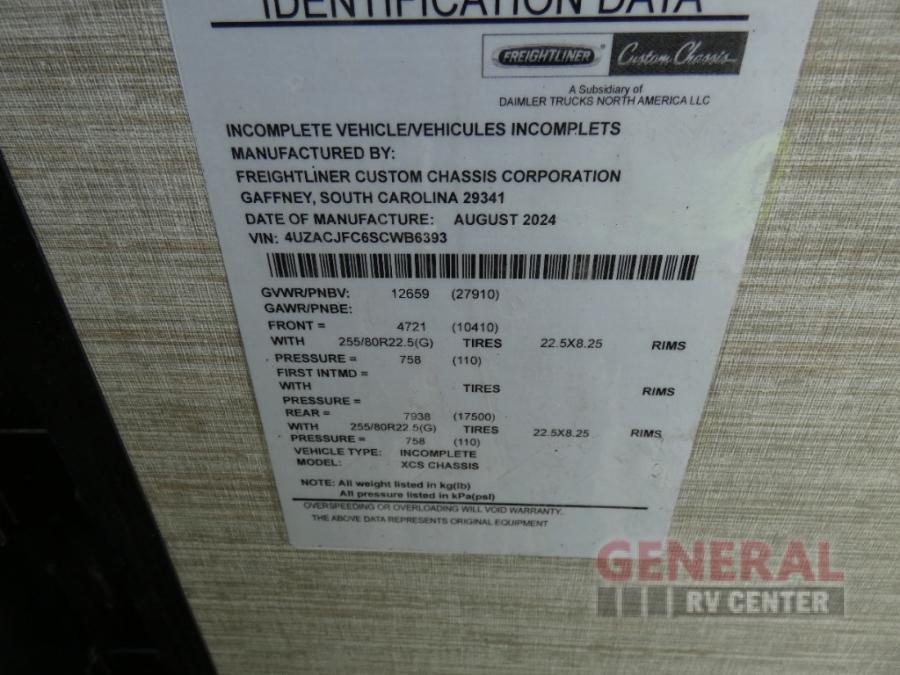 IDENTIFICATION DATA
FREIGHTLINER Custom Chassis
A Subsidiary of
DAIMLER TRUCKS NORTH AMERICA LLC
INCOMPLETE VEHICLE/VEHICULES INCOMPLETS
MANUFACTURED BY:
FREIGHTLINER CUSTOM CHASSIS CORPORATION
GAFFNEY, SOUTH CAROLINA 29341
DATE OF MANUFACTURE: AUGUST 2024
VIN: 4UZACJFC6SCWB6393
GVWR/PNBV: 12659 (27910)
GAWR/PNBE:
FRONT = 4721 (10410)
WITH 255/80R22.5(G) TIRES 22.5X8.25 RIMS
PRESSURE = 758 (110)
FIRST INTMD =
WITH TIRES RIMS
PRESSURE =
REAR = 7938 (17500)
WITH 255/80R22.5(G) TIRES 22.5X8.25 RIMS
PRESSURE = 758 (110)
VEHICLE TYPE: INCOMPLETE
MODEL: XCS CHASSIS
NOTE: All weight listed in kg(lb)
All pressure listed in kPa(psi)
OVERSPEEDING OR OVERLOADING WILL VOID WARRANTY.
THE ABOVE DATA REPRESENTS ORIGINAL EQUIPMENT
GENERAL
RV CENTER